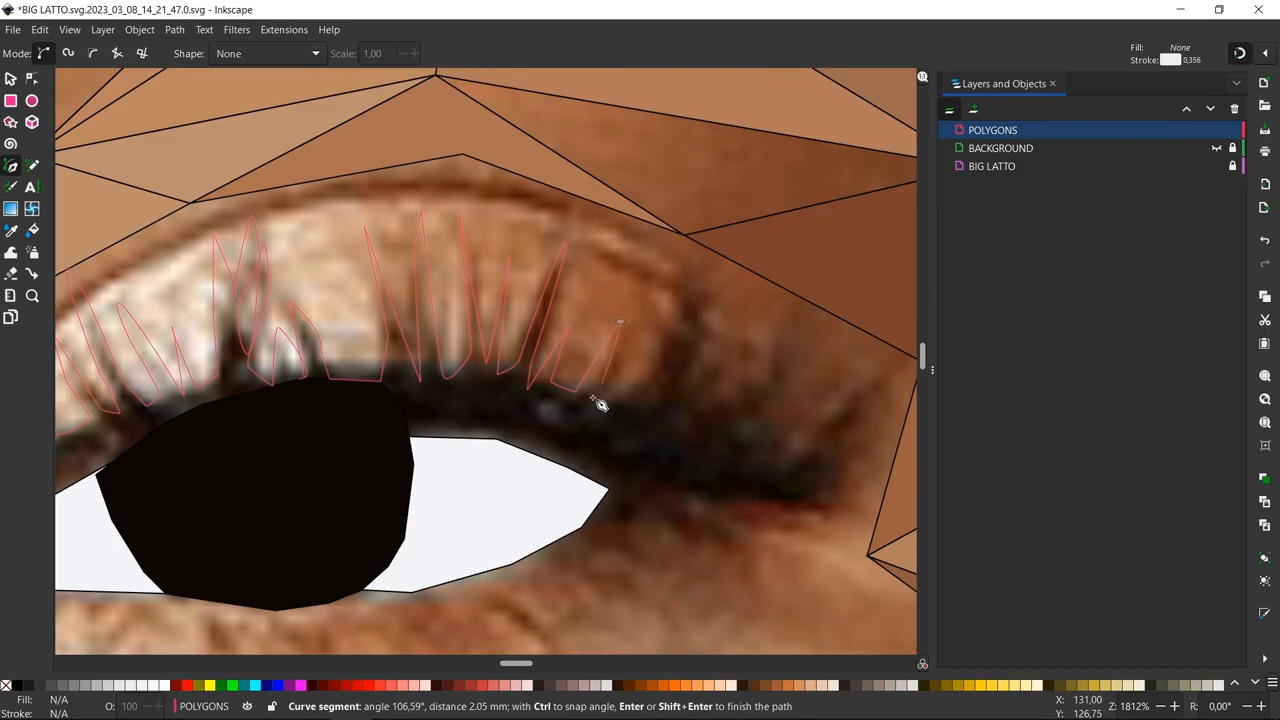 *BIG LATTO.svg.2023_03_08_14_21_47.0.svg - Inkscape
File Edit View Layer Object Path Text Filters Extensions Help
Mode: Shape: None Scale: 1,00
Fill: None
Stroke: 0,356
Layers and Objects
POLYGONS
BACKGROUND
BIG LATTO
Fill: N/A
Stroke: N/A
O: 100
POLYGONS
Curve segment: angle 106,59°, distance 2.05 mm; with Ctrl to snap angle, Enter or Shift+Enter to finish the path
X: 131,00
Y: 126,75
Z: 1812%
R: 0,00°